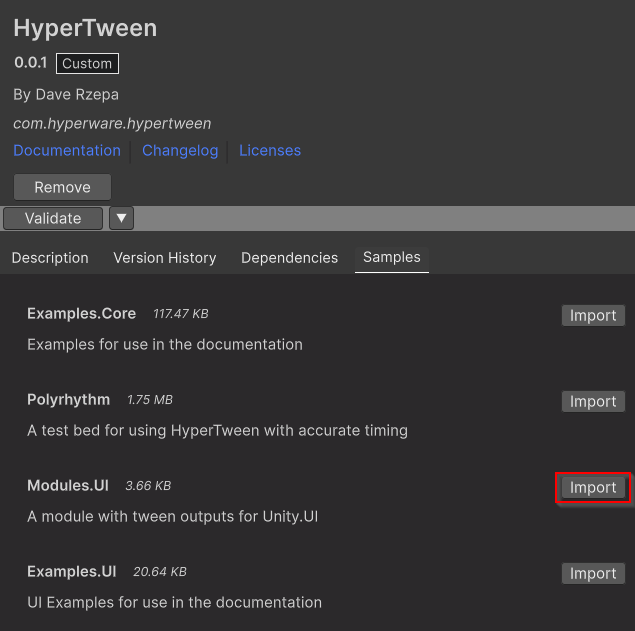 HyperTween
0.0.1 Custom
By Dave Rzepa
com.hyperware.hypertween
Documentation Changelog Licenses
Remove
Validate ▼
Description Version History Dependencies Samples
Examples.Core 117.47 KB Import
Examples for use in the documentation
Polyrhythm 1.75 MB Import
A test bed for using HyperTween with accurate timing
Modules.UI 3.66 KB Import
A module with tween outputs for Unity.UI
Examples.UI 20.64 KB Import
UI Examples for use in the documentation